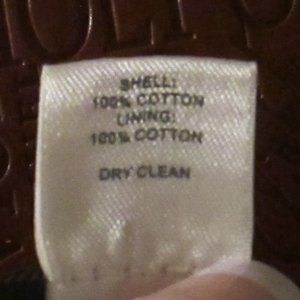 SHELL:
100% COTTON
LINING:
100% COTTON
DRY CLEAN